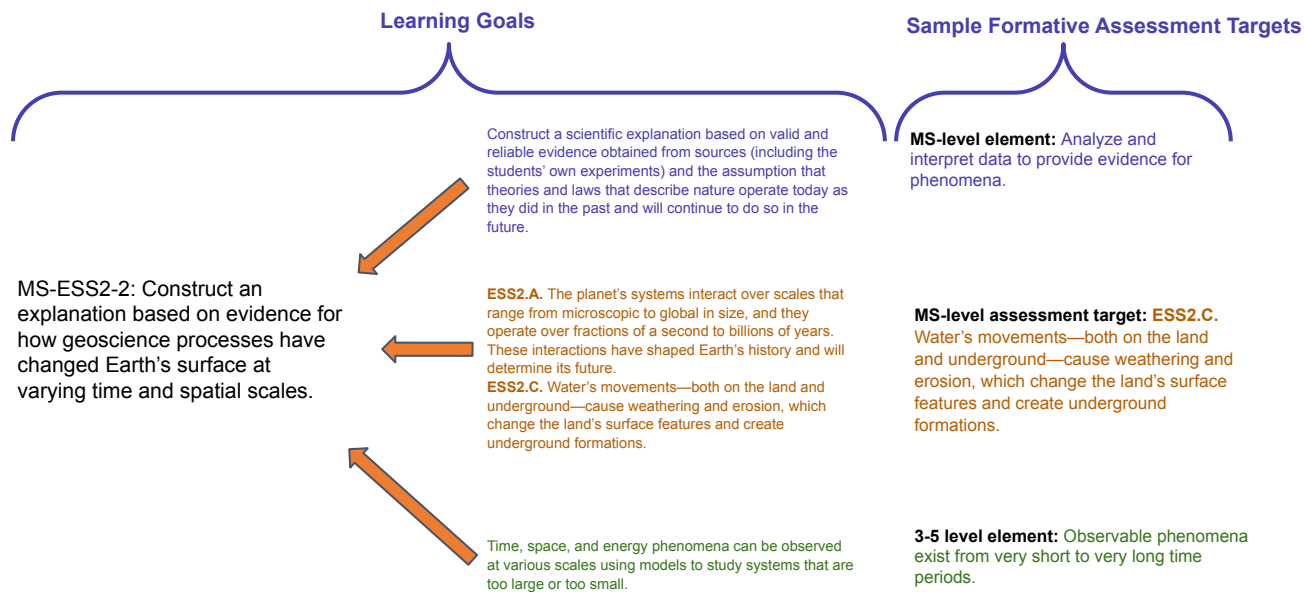 Learning Goals
Sample Formative Assessment Targets
MS-ESS2-2: Construct an
explanation based on evidence for
how geoscience processes have
changed Earth’s surface at
varying time and spatial scales.
Construct a scientific explanation based on valid and
reliable evidence obtained from sources (including the
students’ own experiments) and the assumption that
theories and laws that describe nature operate today as
they did in the past and will continue to do so in the
future.
ESS2.A. The planet’s systems interact over scales that
range from microscopic to global in size, and they
operate over fractions of a second to billions of years.
These interactions have shaped Earth’s history and will
determine its future.
ESS2.C. Water’s movements—both on the land and
underground—cause weathering and erosion, which
change the land’s surface features and create
underground formations.
Time, space, and energy phenomena can be observed
at various scales using models to study systems that are
too large or too small.
MS-level element: Analyze and
interpret data to provide evidence for
phenomena.
MS-level assessment target: ESS2.C.
Water’s movements—both on the land
and underground—cause weathering and
erosion, which change the land’s surface
features and create underground
formations.
3-5 level element: Observable phenomena
exist from very short to very long time
periods.